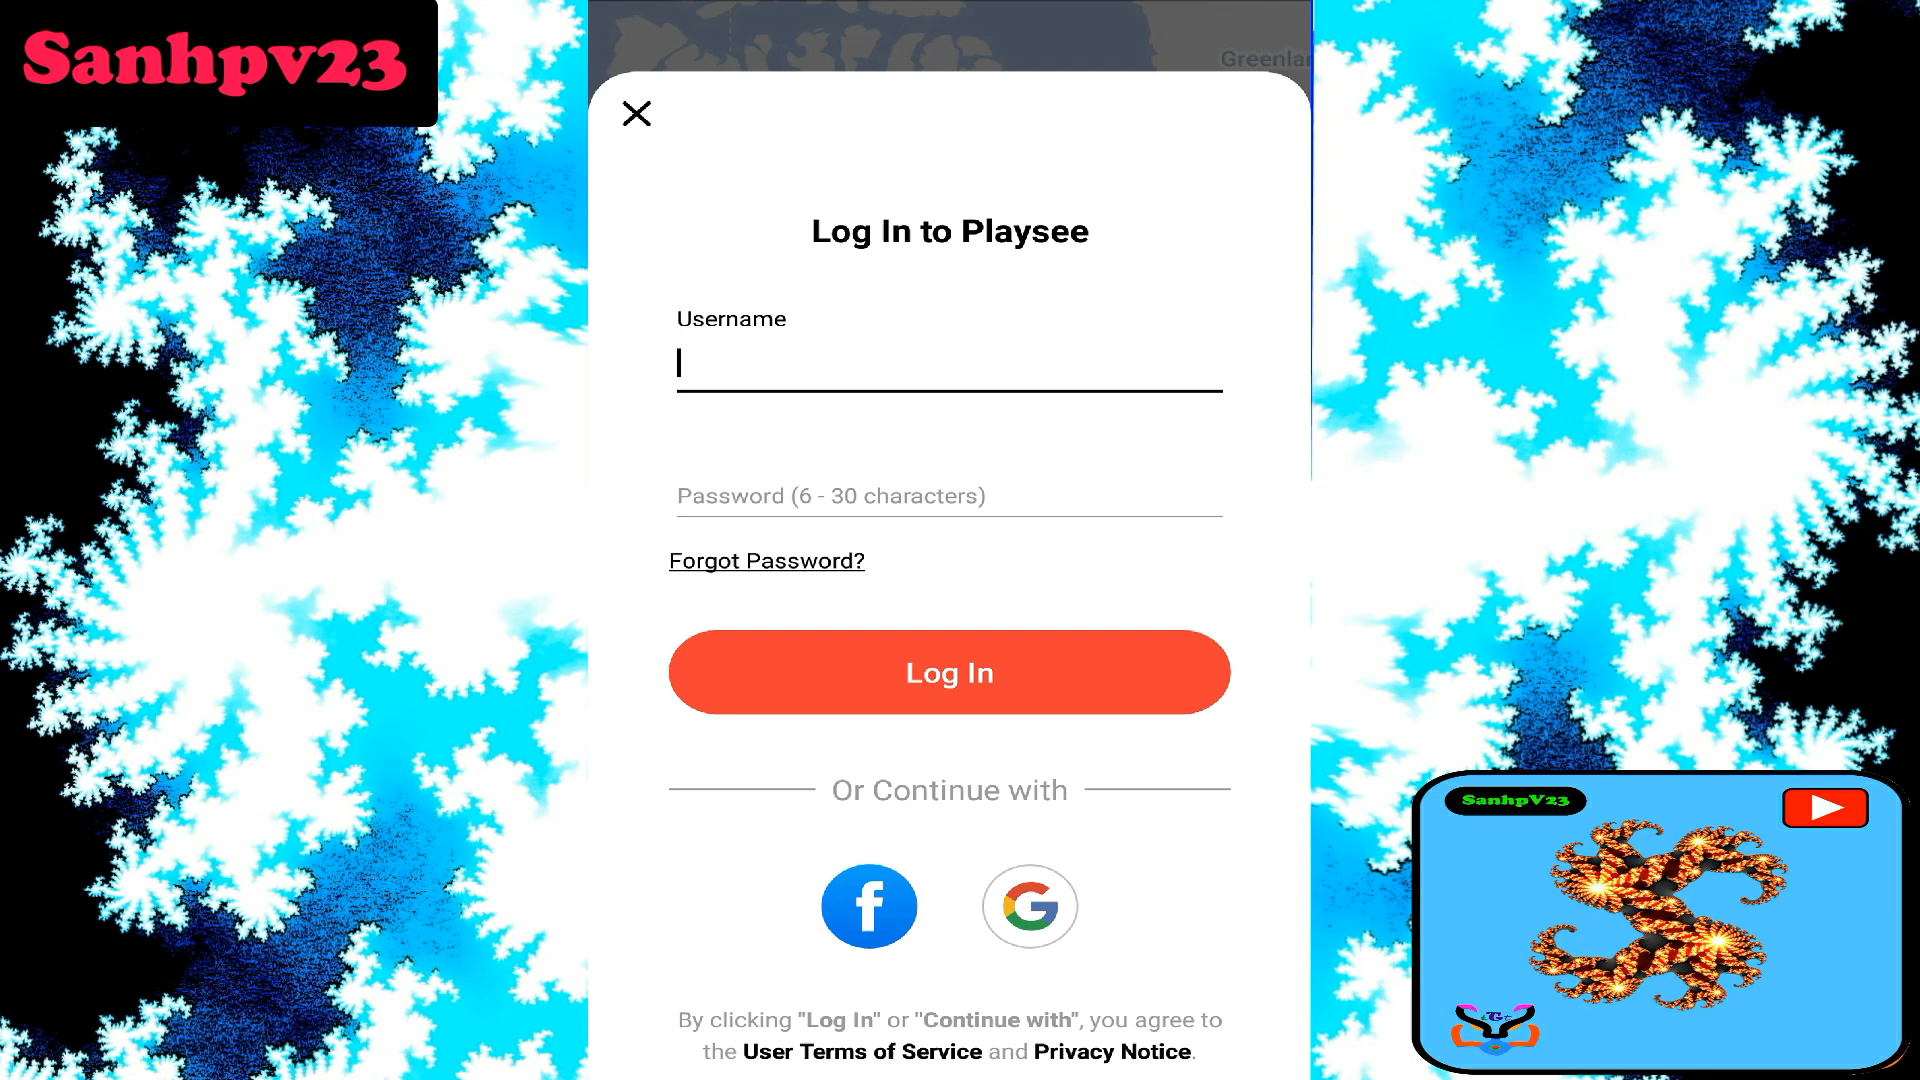 Sanhpv23
Greenlan
Log In to Playsee
Username
Password (6 - 30 characters)
Forgot Password?
Log In
Or Continue with
f
G
SanhpV23
By clicking "Log In" or "Continue with", you agree to
the User Terms of Service and Privacy Notice.